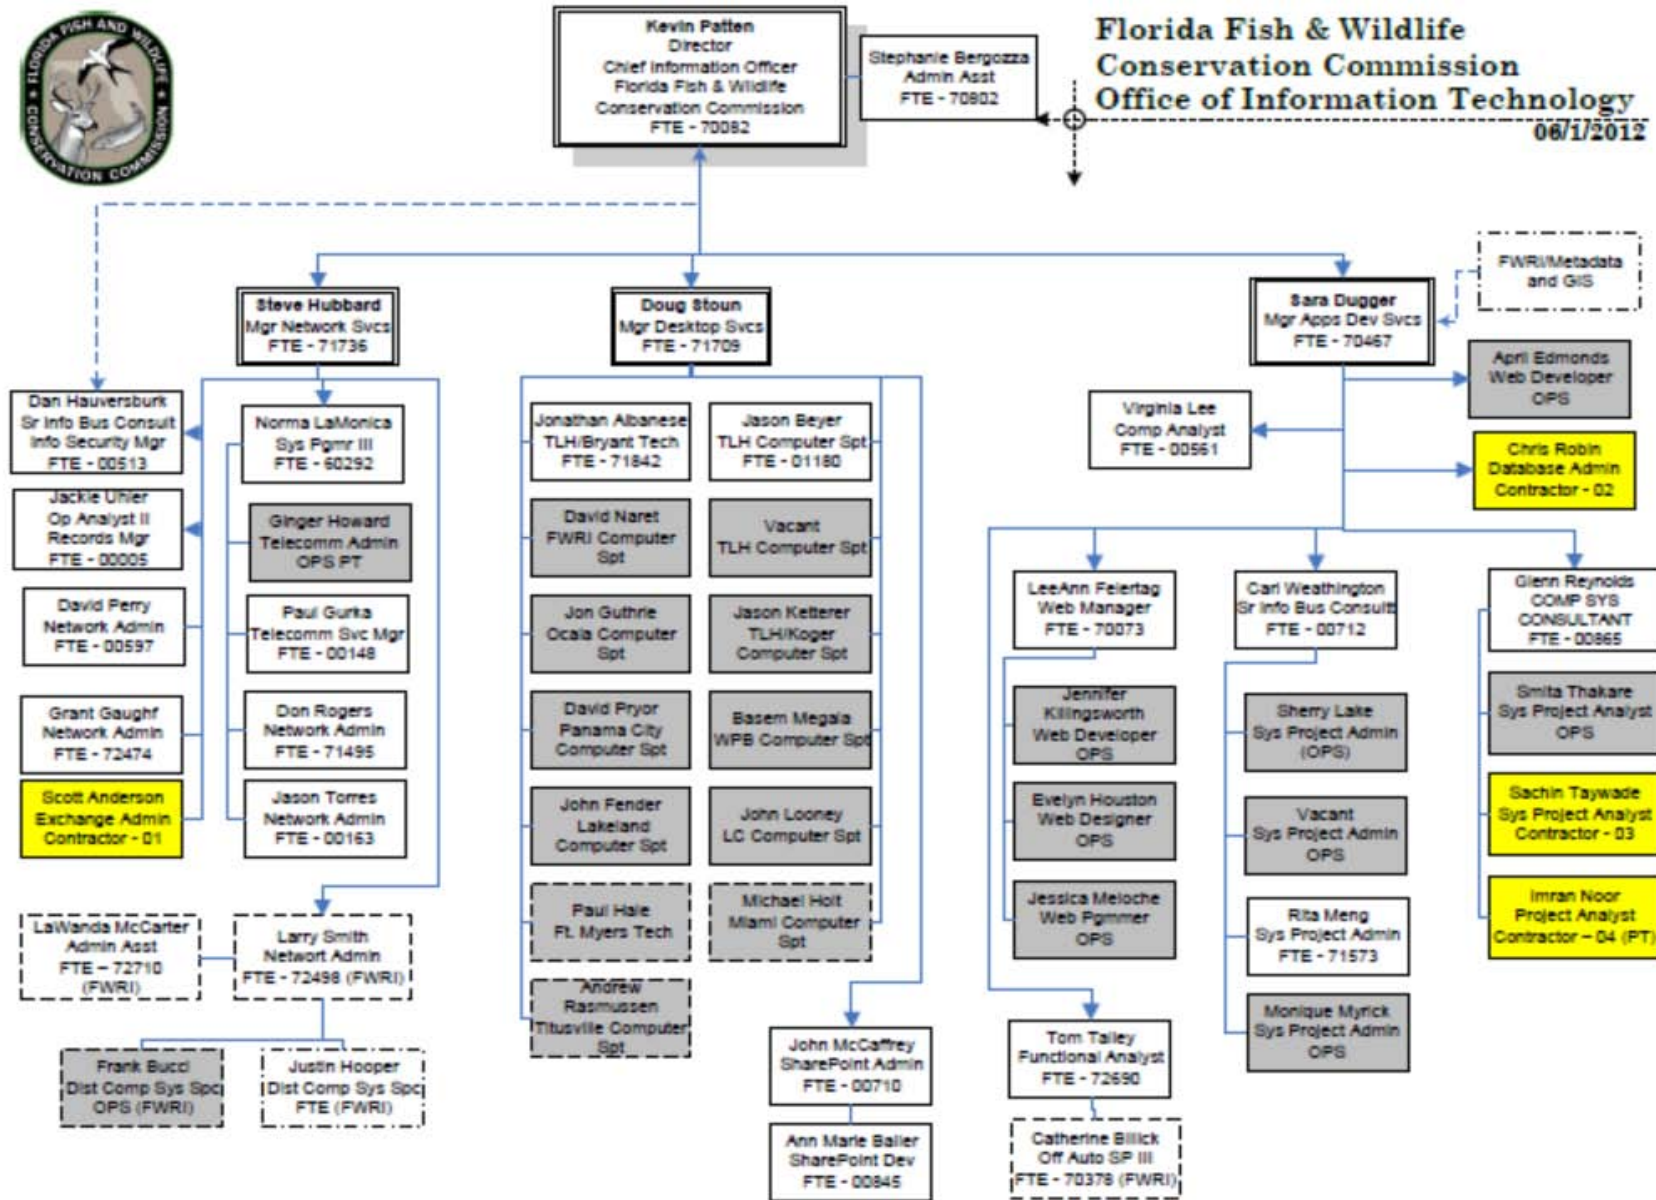 FLORIDA FISH AND WILDLIFE
CONSERVATION COMMISSION
Kevin Patten
Director
Chief Information Officer
Florida Fish & Wildlife
Conservation Commission
FTE - 70082
Stephanie Bergozza
Admin Asst
FTE - 70802
Florida Fish & Wildlife
Conservation Commission
Office of Information Technology
06/1/2012
Steve Hubbard
Mgr Network Svcs
FTE - 71736
Doug Stoun
Mgr Desktop Svcs
FTE - 71709
Sara Dugger
Mgr Apps Dev Svcs
FTE - 70467
FWRI/Metadata
and GIS
Dan Hauversburk
Sr Info Bus Consult
Info Security Mgr
FTE - 00513
Jackie Uhler
Op Analyst II
Records Mgr
FTE - 00005
David Perry
Network Admin
FTE - 00597
Grant Gaughf
Network Admin
FTE - 72474
Scott Anderson
Exchange Admin
Contractor - 01
Norma LaMonica
Sys Pgmr III
FTE - 60292
Ginger Howard
Telecomm Admin
OPS PT
Paul Gurka
Telecomm Svc Mgr
FTE - 00148
Don Rogers
Network Admin
FTE - 71495
Jason Torres
Network Admin
FTE - 00163
LaWanda McCarter
Admin Asst
FTE – 72710
(FWRI)
Larry Smith
Networt Admin
FTE - 72498 (FWRI)
Frank Bucci
Dist Comp Sys Spc
OPS (FWRI)
Justin Hooper
Dist Comp Sys Spc
FTE (FWRI)
Jonathan Albanese
TLH/Bryant Tech
FTE - 71842
David Naret
FWRI Computer
Spt
Jon Guthrie
Ocala Computer
Spt
David Pryor
Panama City
Computer Spt
John Fender
Lakeland
Computer Spt
Paul Hale
Ft. Myers Tech
Andrew
Rasmussen
Titusville Computer
Spt
Jason Beyer
TLH Computer Spt
FTE - 01180
Vacant
TLH Computer Spt
Jason Ketterer
TLH/Koger
Computer Spt
Basem Megala
WPB Computer Spt
John Looney
LC Computer Spt
Michael Holt
Miami Computer
Spt
John McCaffrey
SharePoint Admin
FTE - 00710
Ann Marie Baller
SharePoint Dev
FTE - 00845
Virginia Lee
Comp Analyst
FTE - 00561
April Edmonds
Web Developer
OPS
Chris Robin
Database Admin
Contractor - 02
LeeAnn Feiertag
Web Manager
FTE - 70073
Jennifer
Killingsworth
Web Developer
OPS
Evelyn Houston
Web Designer
OPS
Jessica Meloche
Web Pgmmer
OPS
Tom Talley
Functional Analyst
FTE - 72690
Catherine Billick
Off Auto SP III
FTE - 70378 (FWRI)
Carl Weathington
Sr Info Bus Consultt
FTE - 00712
Sherry Lake
Sys Project Admin
(OPS)
Vacant
Sys Project Admin
OPS
Rita Meng
Sys Project Admin
FTE - 71573
Monique Myrick
Sys Project Admin
OPS
Glenn Reynolds
COMP SYS
CONSULTANT
FTE - 00865
Smita Thakare
Sys Project Analyst
OPS
Sachin Taywade
Sys Project Analyst
Contractor - 03
Imran Noor
Project Analyst
Contractor – 04 (PT)